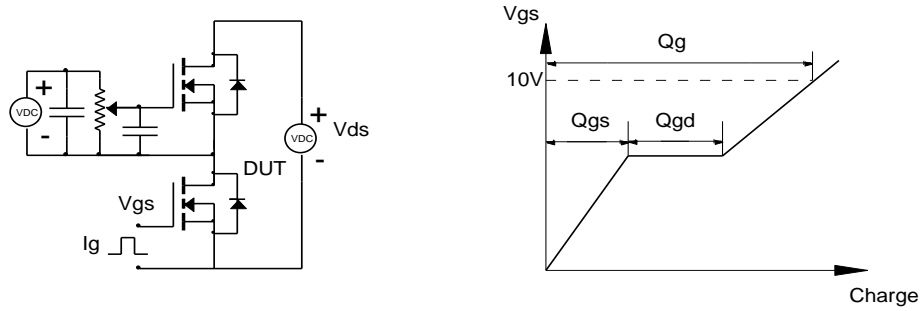 +
VDC
-
+
VDC
-
Vds
DUT
Vgs
Ig
Vgs
Qg
10V
Qgs
Qgd
Charge